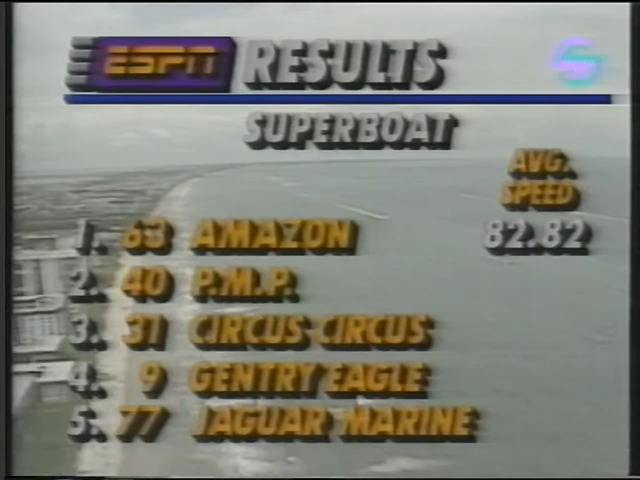 ESPN RESULTS
SUPERBOAT
AVG.
SPEED
1. 63 AMAZON 82.82
2. 40 P.M.P.
3. 31 CIRCUS CIRCUS
4. 9 GENTRY EAGLE
5. 77 JAGUAR MARINE